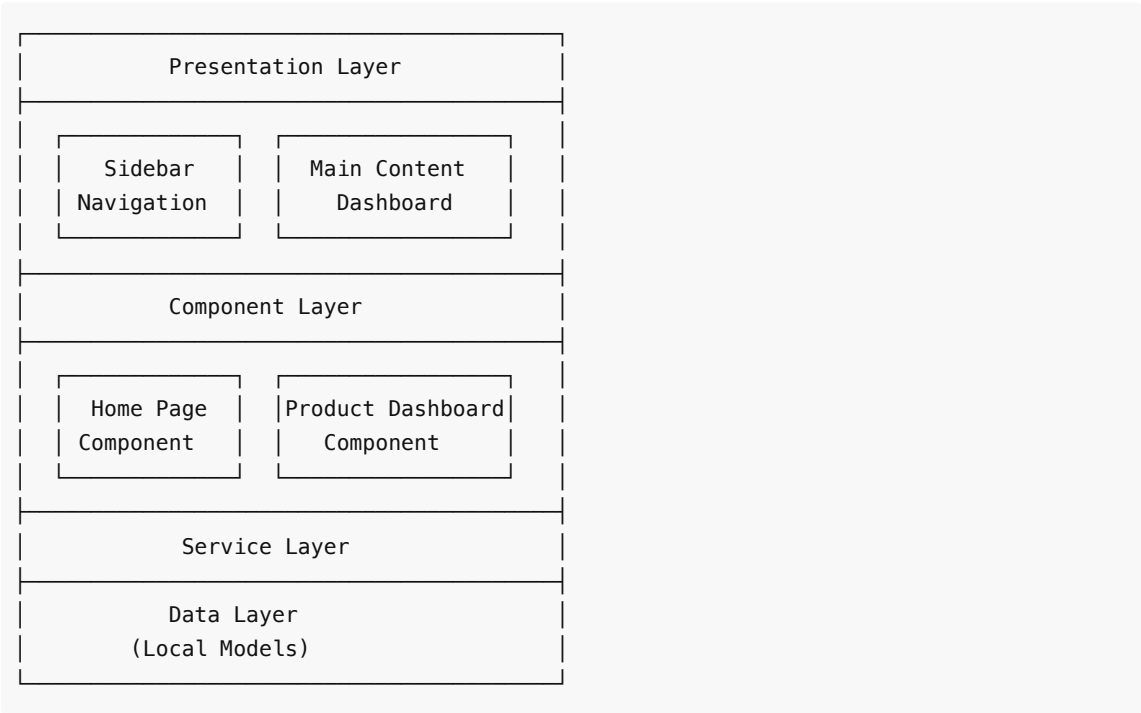 Presentation Layer
Sidebar Main Content
Navigation Dashboard
Component Layer
Home Page Product Dashboard
Component Component
Service Layer
Data Layer
(Local Models)